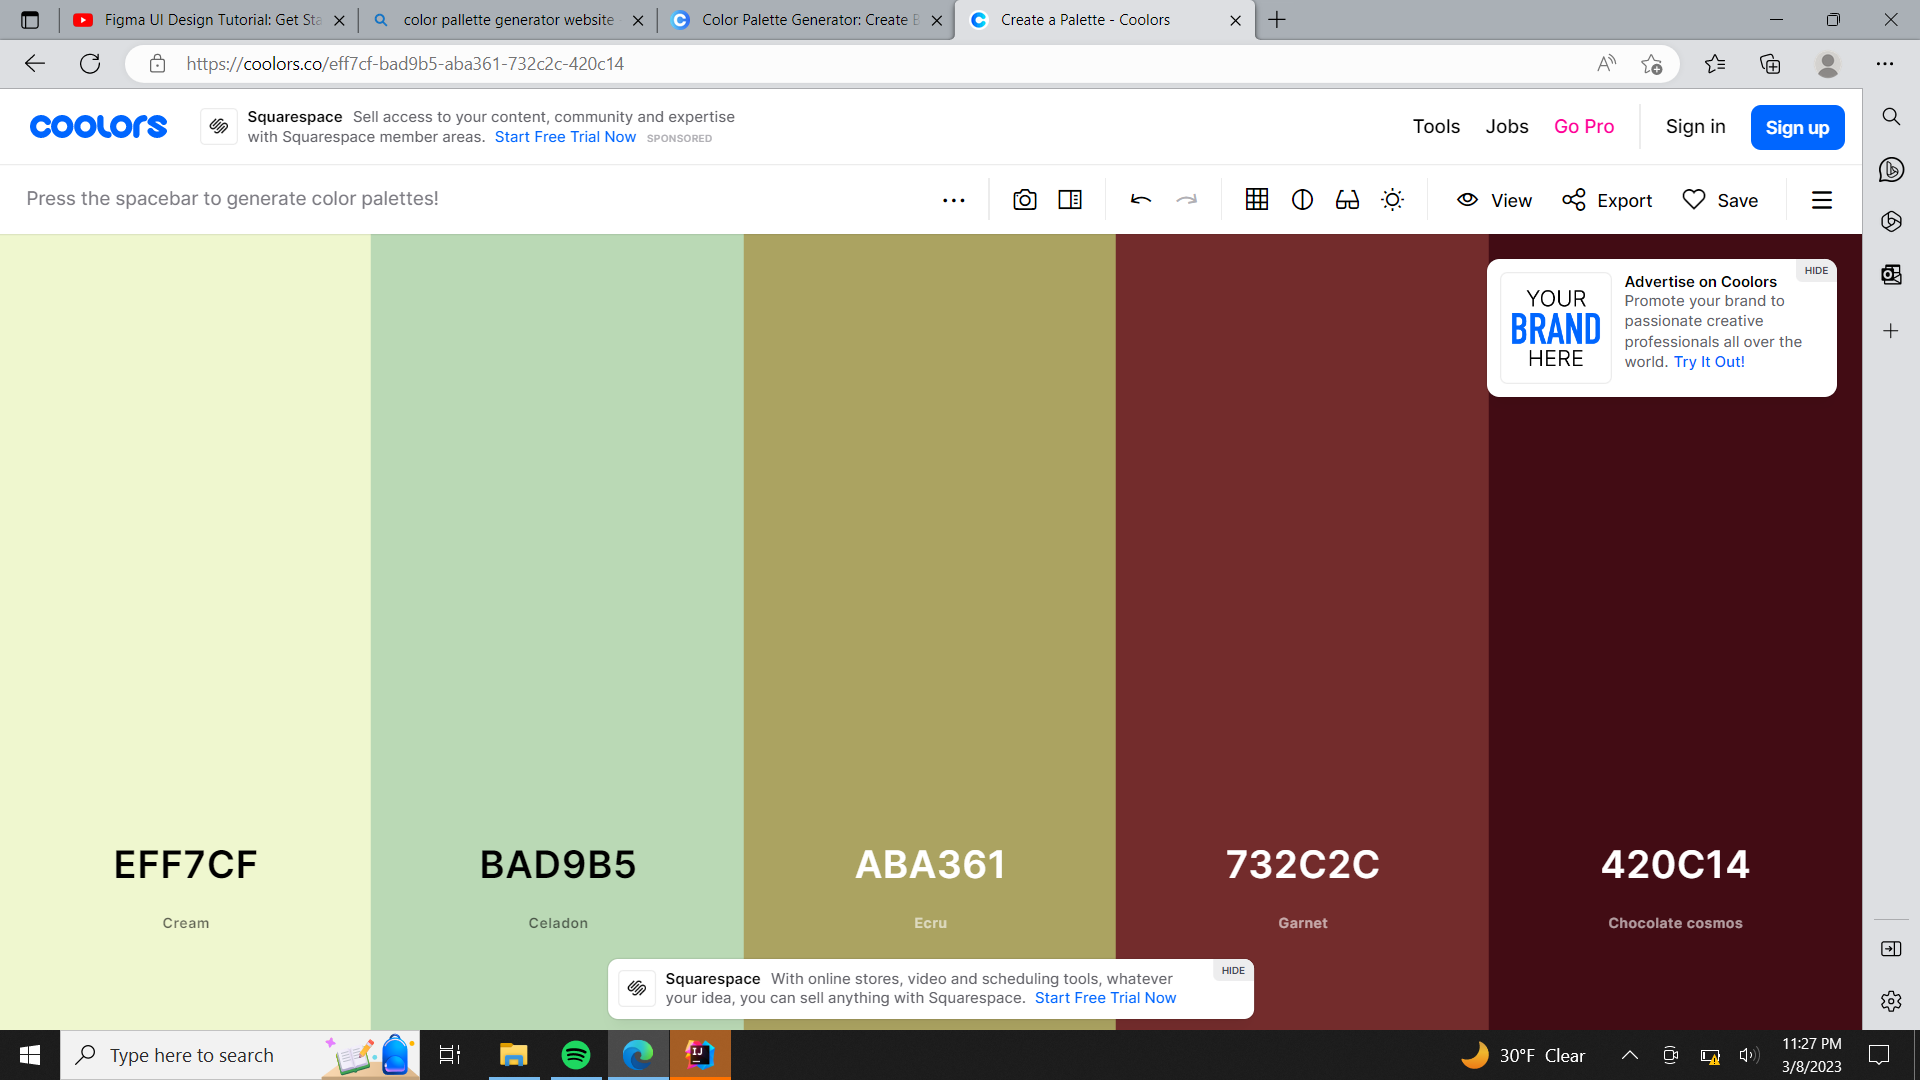 Figma UI Design Tutorial: Get Sta
color pallette generator website
Color Palette Generator: Create B
Create a Palette - Coolors
https://coolors.co/eff7cf-bad9b5-aba361-732c2c-420c14
coolors
Squarespace Sell access to your content, community and expertise
with Squarespace member areas. Start Free Trial Now SPONSORED
Tools Jobs Go Pro Sign in Sign up
Press the spacebar to generate color palettes!
View Export Save
HIDE
YOUR
BRAND
HERE
Advertise on Coolors
Promote your brand to
passionate creative
professionals all over the
world. Try It Out!
EFF7CF BAD9B5 ABA361 732C2C 420C14
Cream Celadon Ecru Garnet Chocolate cosmos
HIDE
Squarespace With online stores, video and scheduling tools, whatever
your idea, you can sell anything with Squarespace. Start Free Trial Now
Type here to search
IJ
30°F Clear
11:27 PM
3/8/2023